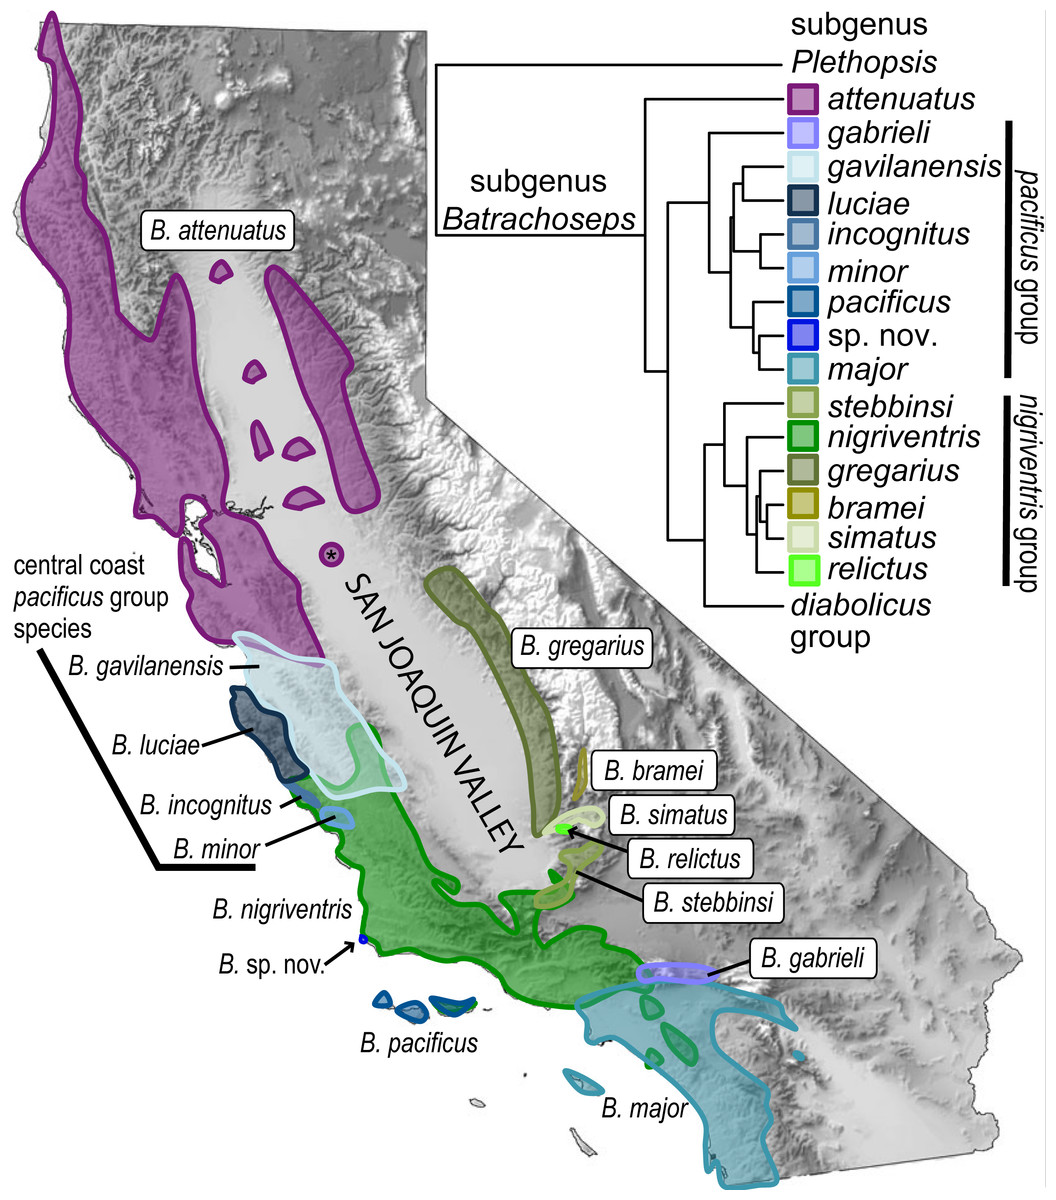 subgenus
Plethopsis
attenuatus
gabrieli
gavilanensis
luciae
incognitus
minor
pacificus
sp. nov.
major
stebbinsi
nigriventris
gregarius
bramei
simatus
relictus
diabolicus
group
pacificus group
nigriventris group
subgenus
Batrachoseps
B. attenuatus
central coast
pacificus group
species
B. gavilanensis
B. luciae
B. incognitus
B. minor
B. nigriventris
B. sp. nov.
B. pacificus
B. major
*
SAN JOAQUIN VALLEY
B. gregarius
B. bramei
B. simatus
B. relictus
B. stebbinsi
B. gabrieli